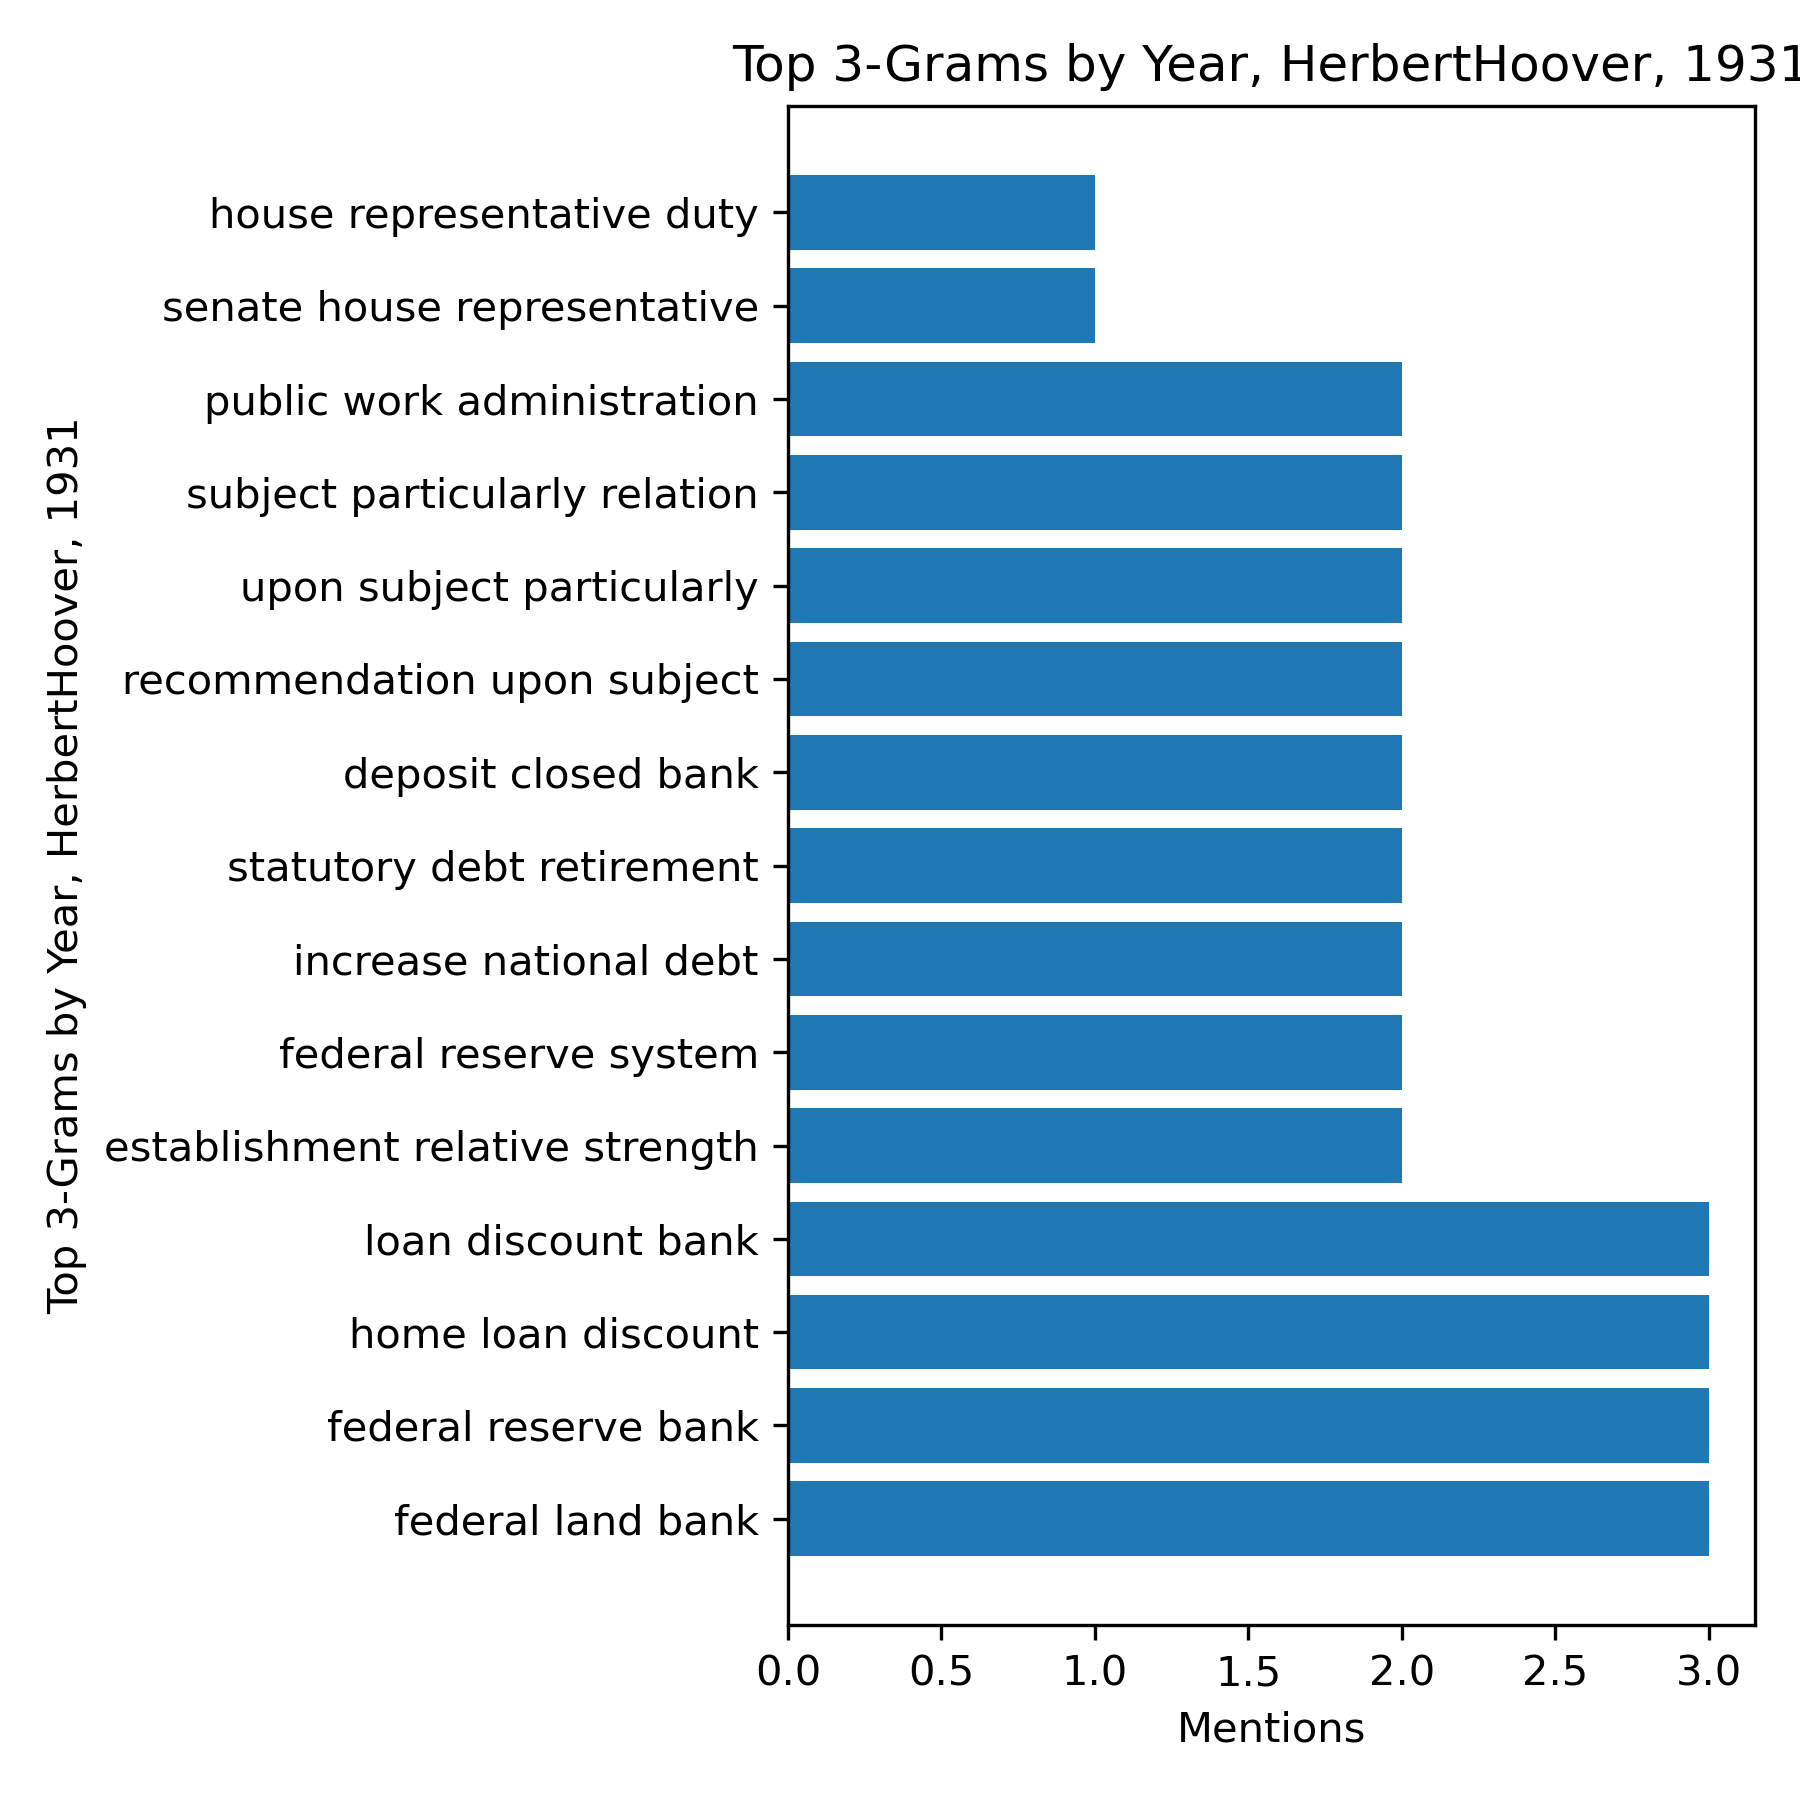 Top 3-Grams by Year, HerbertHoover, 1931
Top 3-Grams by Year, HerbertHoover, 1931
house representative duty
senate house representative
public work administration
subject particularly relation
upon subject particularly
recommendation upon subject
deposit closed bank
statutory debt retirement
increase national debt
federal reserve system
establishment relative strength
loan discount bank
home loan discount
federal reserve bank
federal land bank
0.0 0.5 1.0 1.5 2.0 2.5 3.0
Mentions